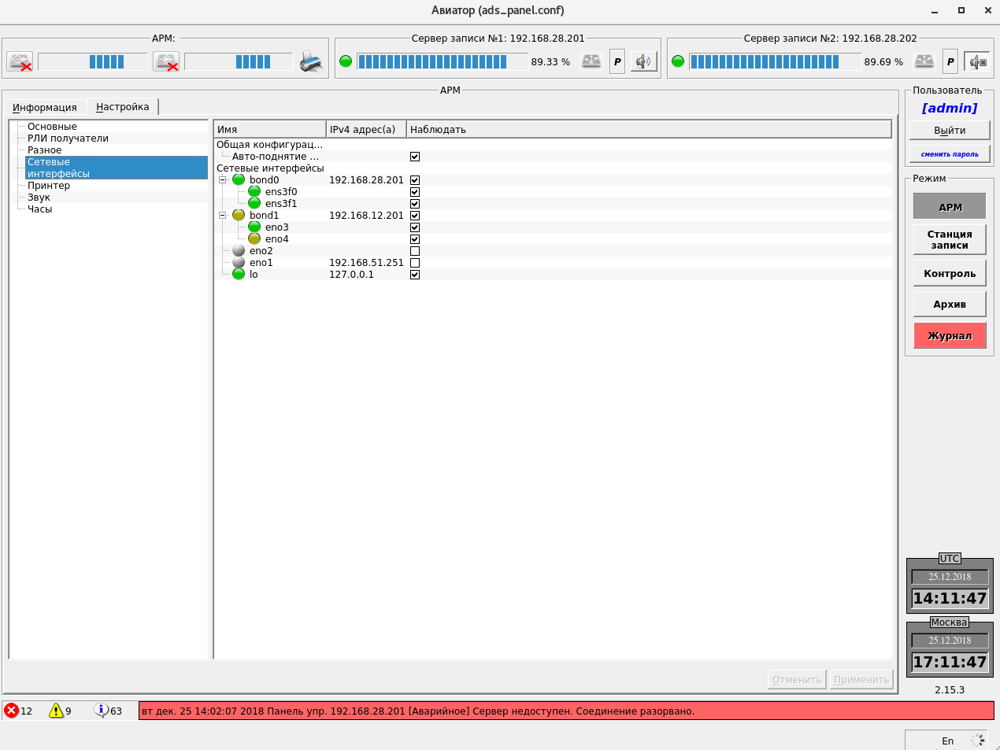 Авиатор (ads_panel.conf)
АРМ:
Сервер записи №1: 192.168.28.201
Сервер записи №2: 192.168.28.202
89.33 %
P
89.69 %
P
АРМ
Информация
Настройка
Основные
РЛИ получатели
Разное
Сетевые
интерфейсы
Принтер
Звук
Часы
Имя
IPv4 адрес(а)
Наблюдать
Общая конфигурац...
Авто-поднятие ...
Сетевые интерфейсы
bond0 192.168.28.201
ens3f0
ens3f1
bond1 192.168.12.201
eno3
eno4
eno2
eno1 192.168.51.251
lo 127.0.0.1
Отменить
Применить
Пользователь
[admin]
Выйти
сменить пароль
Режим
АРМ
Станция
записи
Контроль
Архив
Журнал
UTC
25.12.2018
14:11:47
Москва
25.12.2018
17:11:47
2.15.3
12
9
63
вт дек. 25 14:02:07 2018 Панель упр. 192.168.28.201 [Аварийное] Сервер недоступен. Соединение разорвано.
En